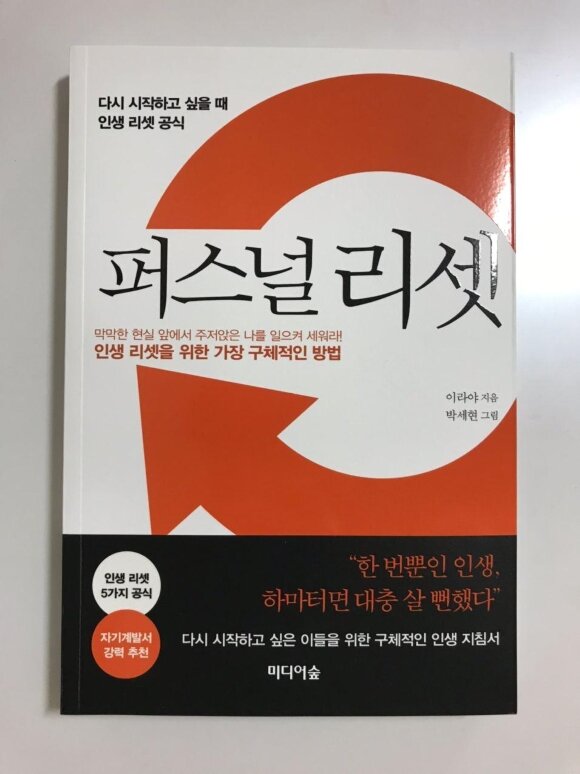 다시 시작하고 싶을 때
인생 리셋 공식
퍼스널 리셋
막막한 현실 앞에서 주저앉은 나를 일으켜 세워라!
인생 리셋을 위한 가장 구체적인 방법
이라야 지음
박세현 그림
“한 번뿐인 인생,
하마터면 대충 살 뻔했다”
인생 리셋
5가지 공식
자기계발서
강력 추천
다시 시작하고 싶은 이들을 위한 구체적인 인생 지침서
미디어숲